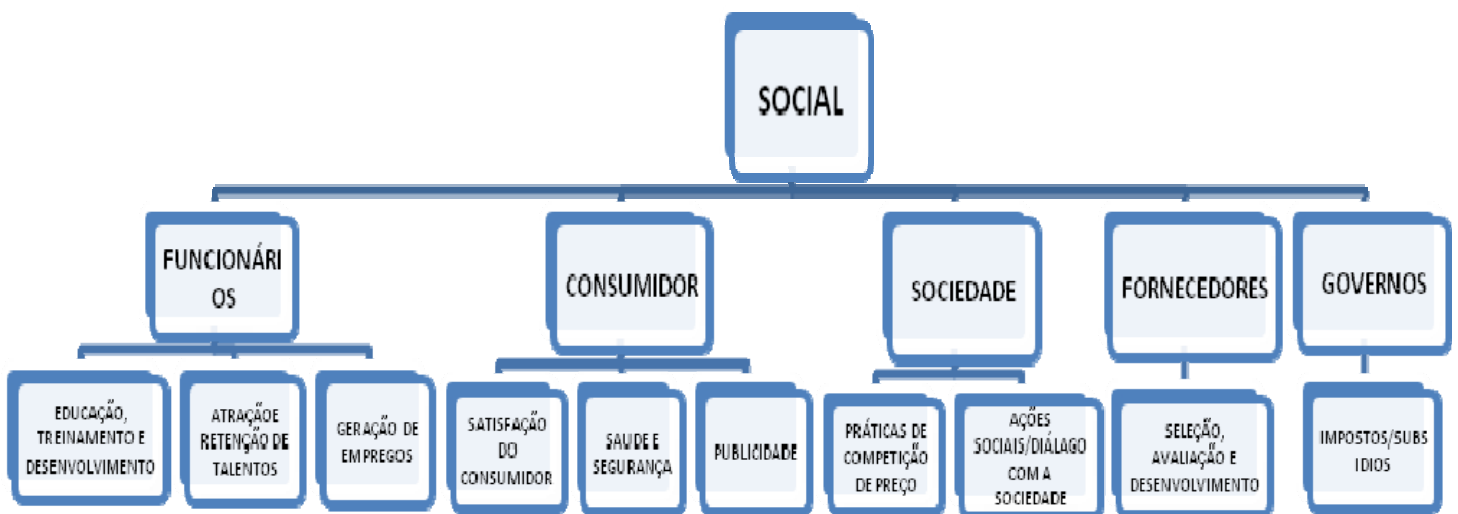 SOCIAL
FUNCIONÁRI
OS
CONSUMIDOR
SOCIEDADE
FORNECEDORES
GOVERNOS
EDUCAÇÃO,
TREINAMENTO E
DESENVOLVIMENTO
ATRAÇÃOE
RETENÇÃO DE
TALENTOS
GERAÇÃO DE
EMPREGOS
SATISFAÇÃO
DO
CONSUMIDOR
SAUDE E
SEGURANÇA
PUBLICIDADE
PRÁTICAS DE
COMPETIÇÃO
DE PREÇO
AÇÕES
SOCIAIS/DIÁLAGO
COM A
SOCIEDADE
SELEÇÃO,
AVALIAÇÃO E
DESENVOLVIMENTO
IMPOSTOS/SUBS
IDIOS